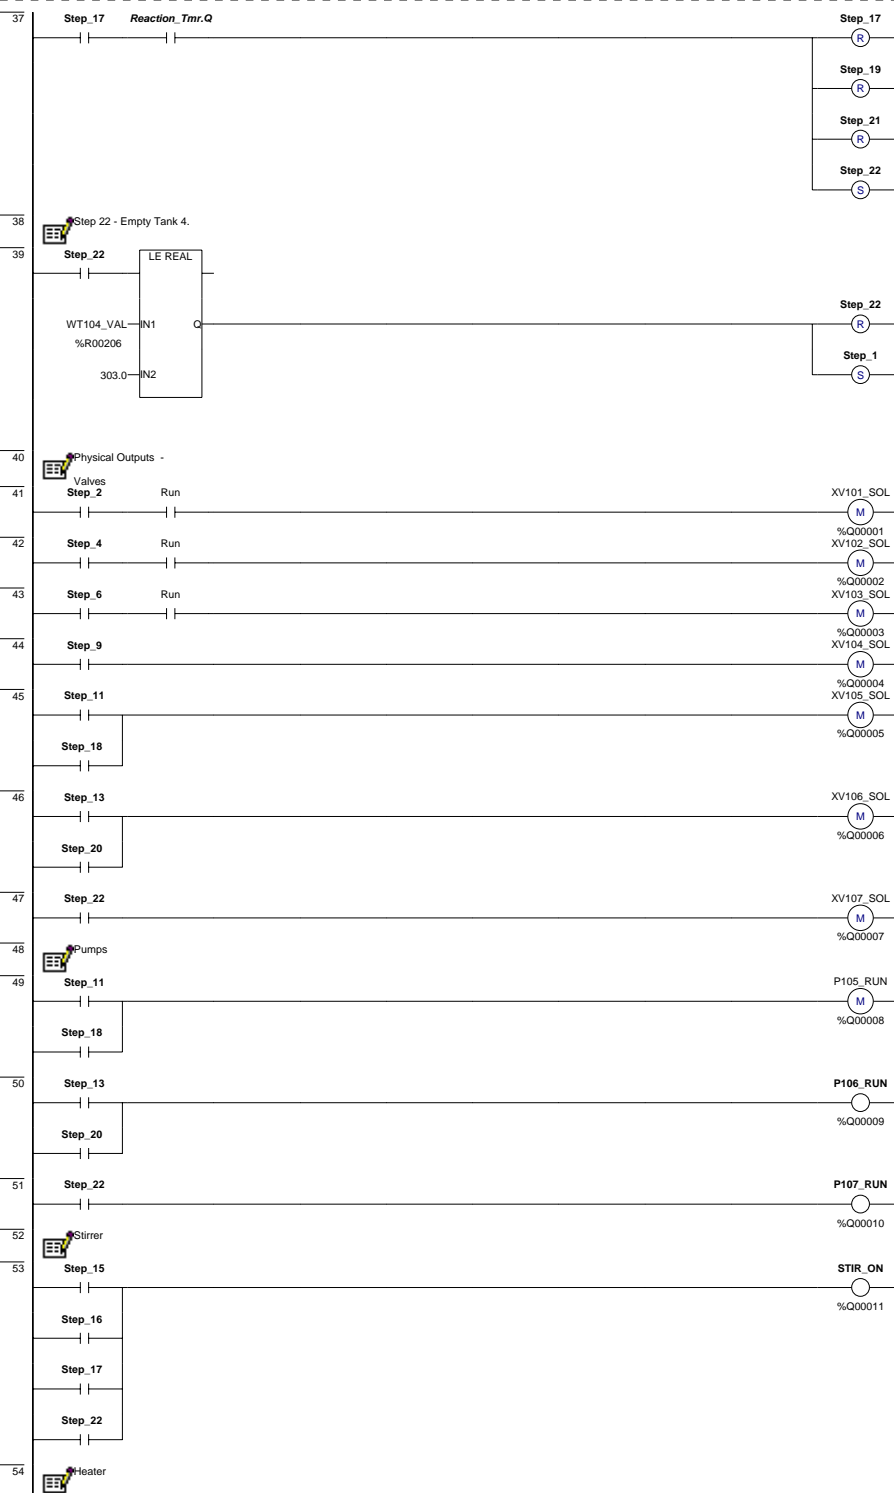 37 Step_17 Reaction_Tmr.Q Step_17
R
Step_19
R
Step_21
R
Step_22
S
38 Step 22 - Empty Tank 4.
39 Step_22 LE REAL
Step_22
WT104_VAL IN1 Q R
%R00206
Step_1
303.0 IN2 S
40 Physical Outputs -
Valves
41 Step_2 Run XV101_SOL
M
%Q00001
42 Step_4 Run XV102_SOL
M
%Q00002
43 Step_6 Run XV103_SOL
M
%Q00003
44 Step_9 XV104_SOL
M
%Q00004
45 Step_11 XV105_SOL
M
%Q00005
Step_18
46 Step_13 XV106_SOL
M
%Q00006
Step_20
47 Step_22 XV107_SOL
M
%Q00007
48 Pumps
49 Step_11 P105_RUN
M
%Q00008
Step_18
50 Step_13 P106_RUN
%Q00009
Step_20
51 Step_22 P107_RUN
%Q00010
52 Stirrer
53 Step_15 STIR_ON
%Q00011
Step_16
Step_17
Step_22
54 Heater